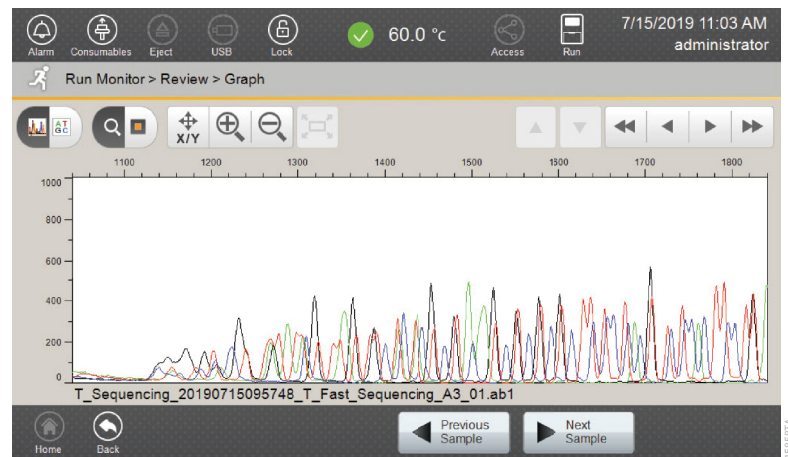 Alarm Consumables Eject USB Lock 60.0 °C Access Run 7/15/2019 11:03 AM
administrator
Run Monitor > Review > Graph
A T
G C
X/Y
1100 1200 1300 1400 1500 1600 1700 1800
1000
800
600
400
200
0
T_Sequencing_20190715095748_T_Fast_Sequencing_A3_01.ab1
Home Back Previous Sample Next Sample